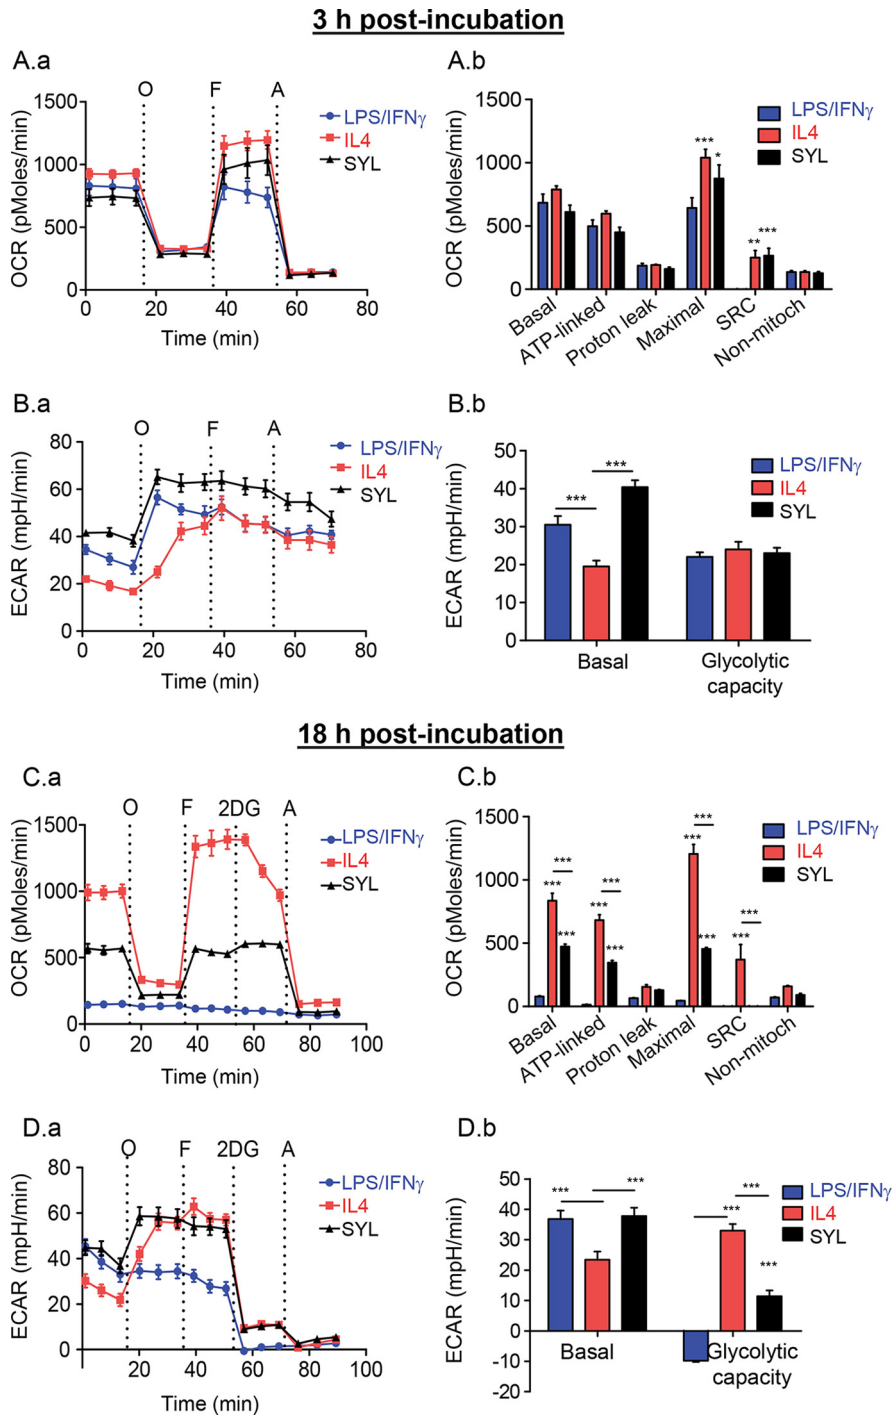 3 h post-incubation
A.a
O F A
1500
1000
500
0
OCR (pMoles/min)
0 20 40 60 80
Time (min)
LPS/IFNγ
IL4
SYL
A.b
1500
1000
500
0
OCR (pMoles/min)
*** *
** ***
Basal
ATP-linked
Proton leak
Maximal
SRC
Non-mitoch
LPS/IFNγ
IL4
SYL
B.a
O F A
80
60
40
20
0
ECAR (mpH/min)
0 20 40 60 80
Time (min)
LPS/IFNγ
IL4
SYL
B.b
50
40
30
20
10
0
ECAR (mpH/min)
***
***
Basal
Glycolytic
capacity
LPS/IFNγ
IL4
SYL
18 h post-incubation
C.a
O F 2DG A
1500
1000
500
0
OCR (pMoles/min)
0 20 40 60 80 100
Time (min)
LPS/IFNγ
IL4
SYL
C.b
1500
1000
500
0
OCR (pMoles/min)
*** *** ***
*** *** ***
*** *** ***
*** ***
Basal
ATP-linked
Proton leak
Maximal
SRC
Non-mitoch
LPS/IFNγ
IL4
SYL
D.a
O F 2DG A
80
60
40
20
0
ECAR (mpH/min)
0 20 40 60 80 100
Time (min)
LPS/IFNγ
IL4
SYL
D.b
50
40
30
20
10
0
-10
-20
ECAR (mpH/min)
*** *** ***
***
***
Basal
Glycolytic
capacity
LPS/IFNγ
IL4
SYL